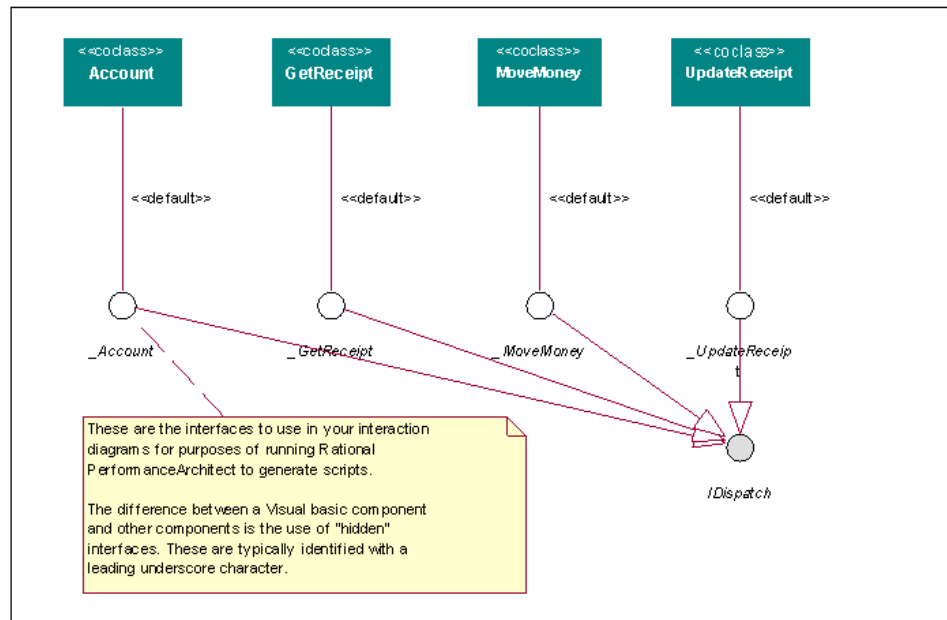 <<coclass>>
Account
<<coclass>>
GetReceipt
<<coclass>>
MoveMoney
<<coclass>>
UpdateReceipt
<<default>>
<<default>>
<<default>>
<<default>>
_Account
_GetReceipt
_MoveMoney
_UpdateReceip
t
These are the interfaces to use in your interaction
diagrams for purposes of running Rational
PerformanceArchitect to generate scripts.
The difference between a Visual basic component
and other components is the use of "hidden"
interfaces. These are typically identified with a
leading underscore character.
IDispatch